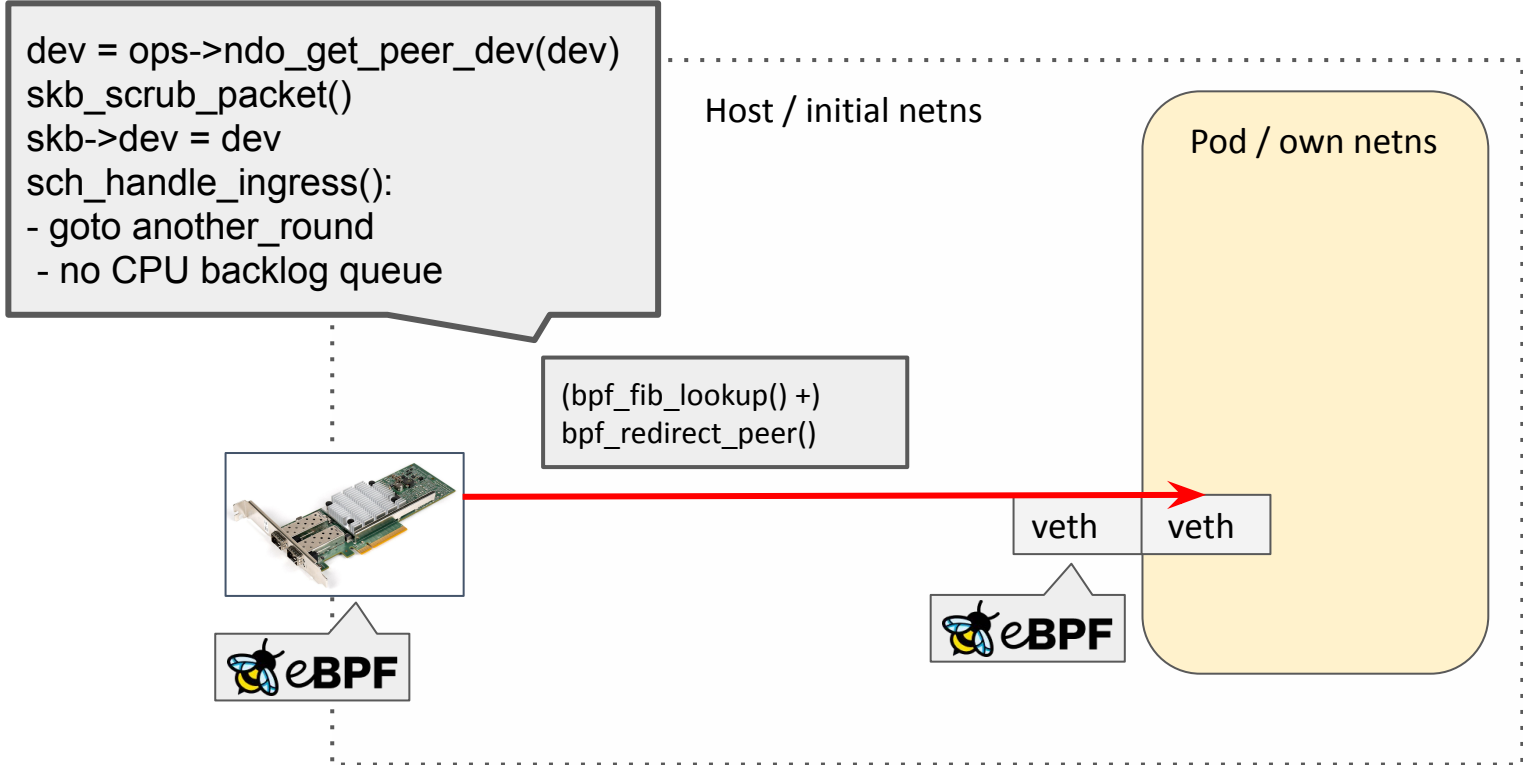 dev = ops->ndo_get_peer_dev(dev)
skb_scrub_packet()
skb->dev = dev
sch_handle_ingress():
- goto another_round
- no CPU backlog queue
Host / initial netns
Pod / own netns
(bpf_fib_lookup() +)
bpf_redirect_peer()
veth
veth
eBPF
eBPF